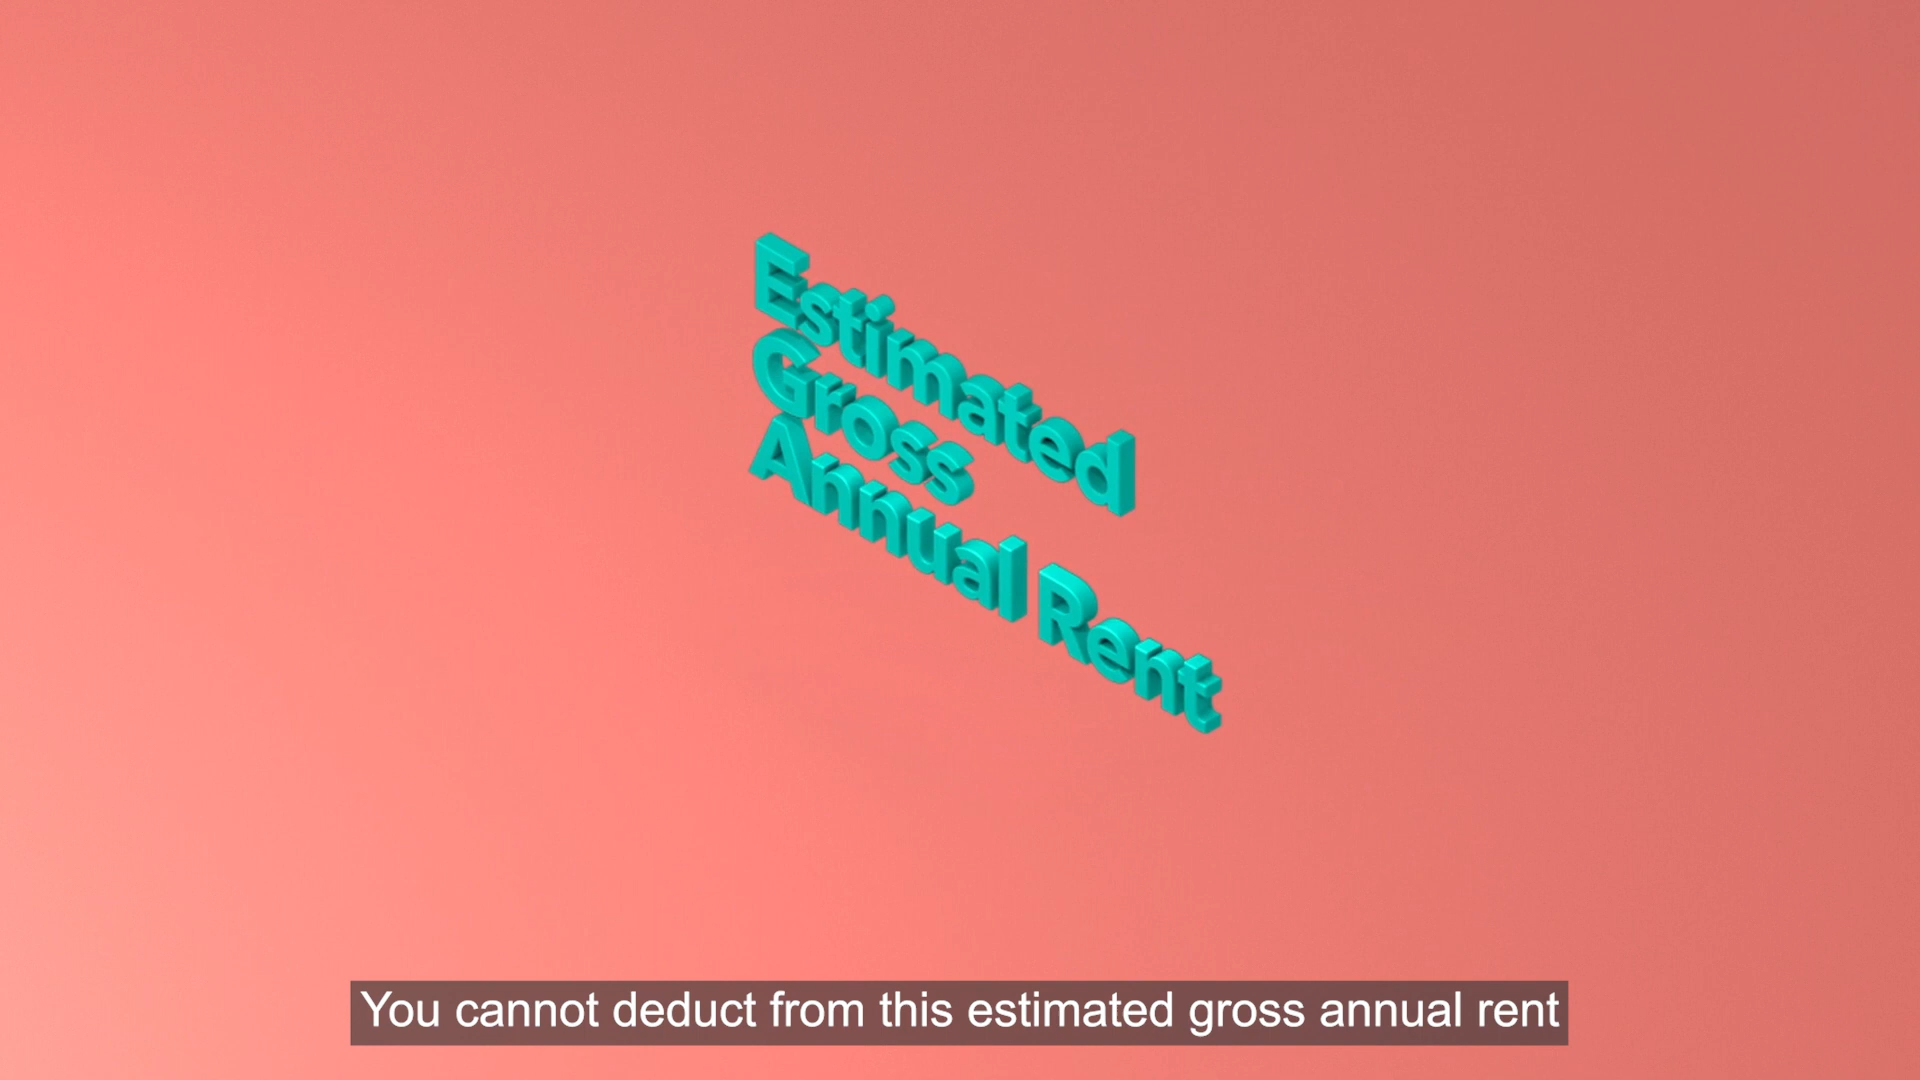 Estimated
Gross
Annual Rent
You cannot deduct from this estimated gross annual rent